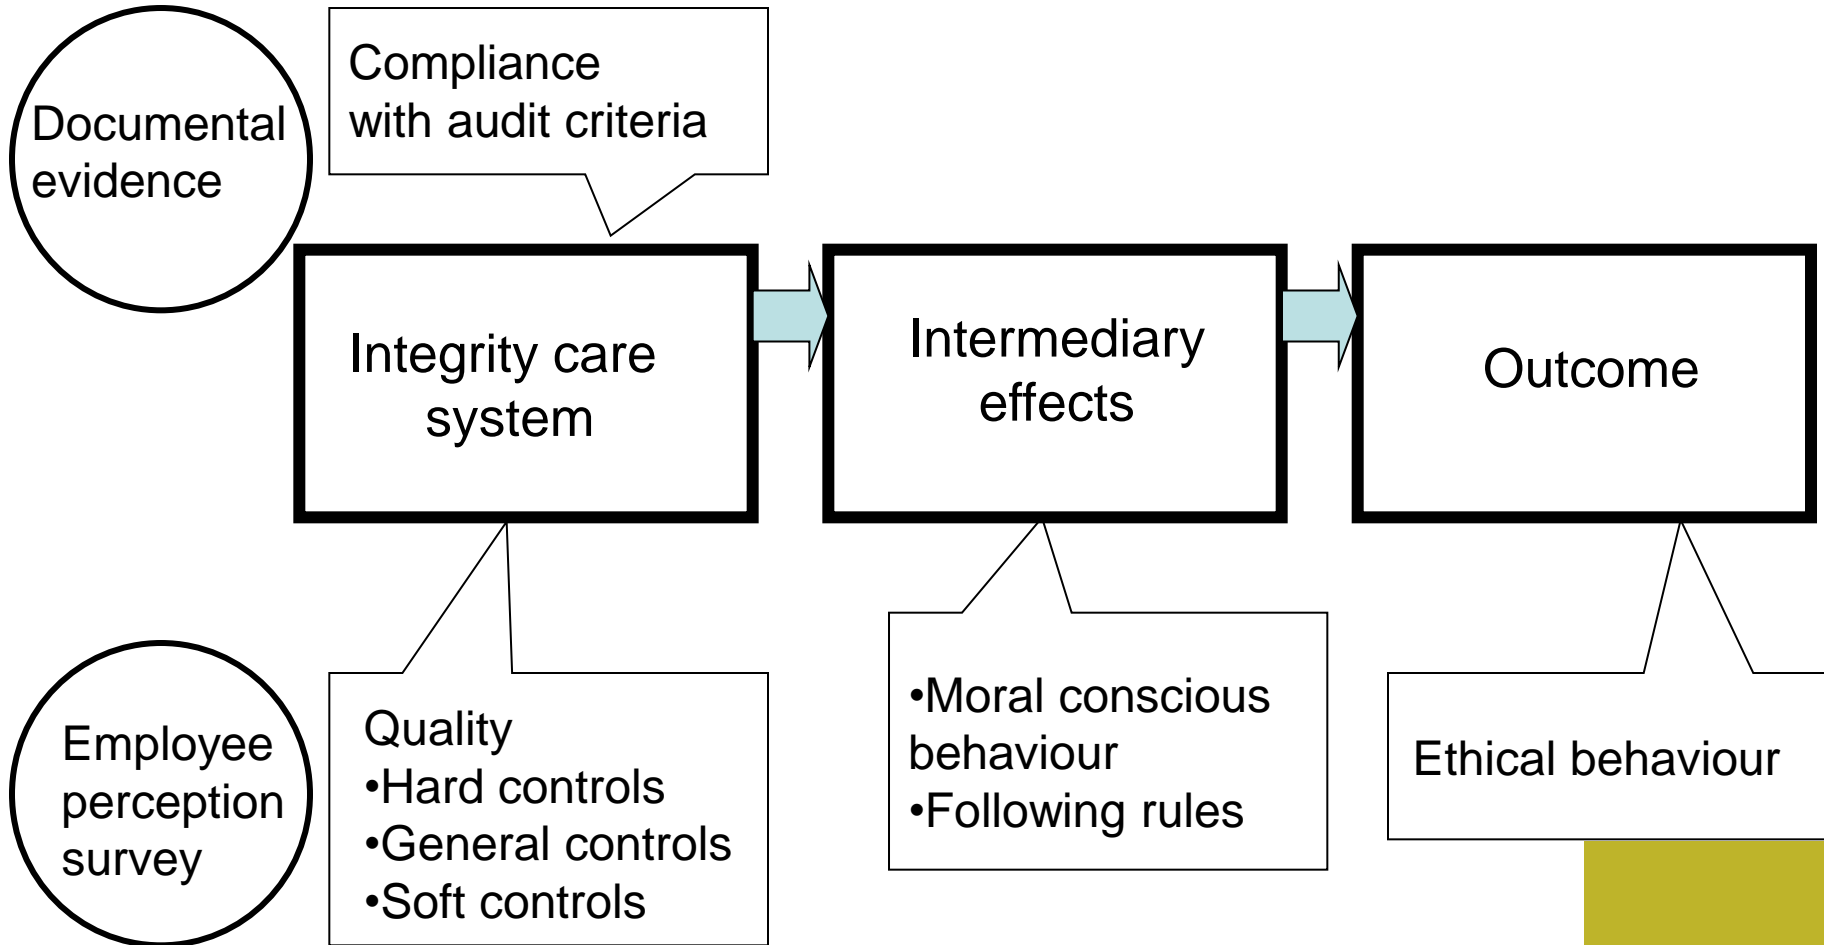 Documental
evidence
Compliance
with audit criteria
Integrity care
system
Intermediary
effects
Outcome
Employee
perception
survey
Quality
•Hard controls
•General controls
•Soft controls
•Moral conscious
behaviour
•Following rules
Ethical behaviour